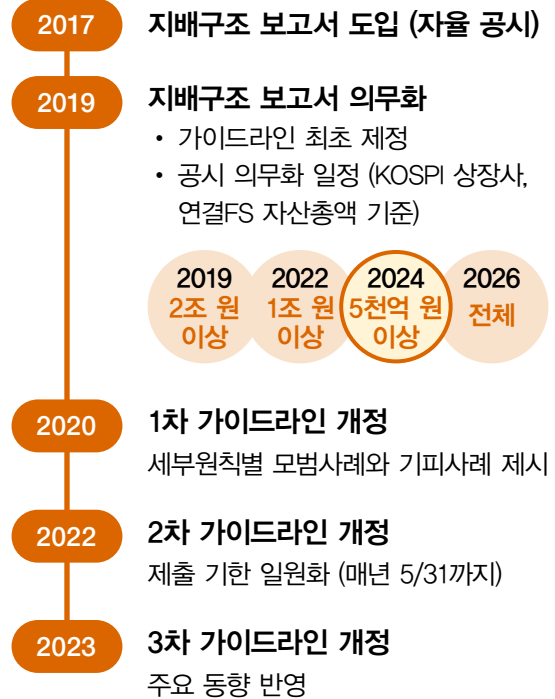 2017 지배구조 보고서 도입 (자율 공시)
2019 지배구조 보고서 의무화
• 가이드라인 최초 제정
• 공시 의무화 일정 (KOSPI 상장사,
연결FS 자산총액 기준)
2019 2022 2024 2026
2조 원 1조 원 5천억 원 전체
이상 이상 이상
2020 1차 가이드라인 개정
세부원칙별 모범사례와 기피사례 제시
2022 2차 가이드라인 개정
제출 기한 일원화 (매년 5/31까지)
2023 3차 가이드라인 개정
주요 동향 반영